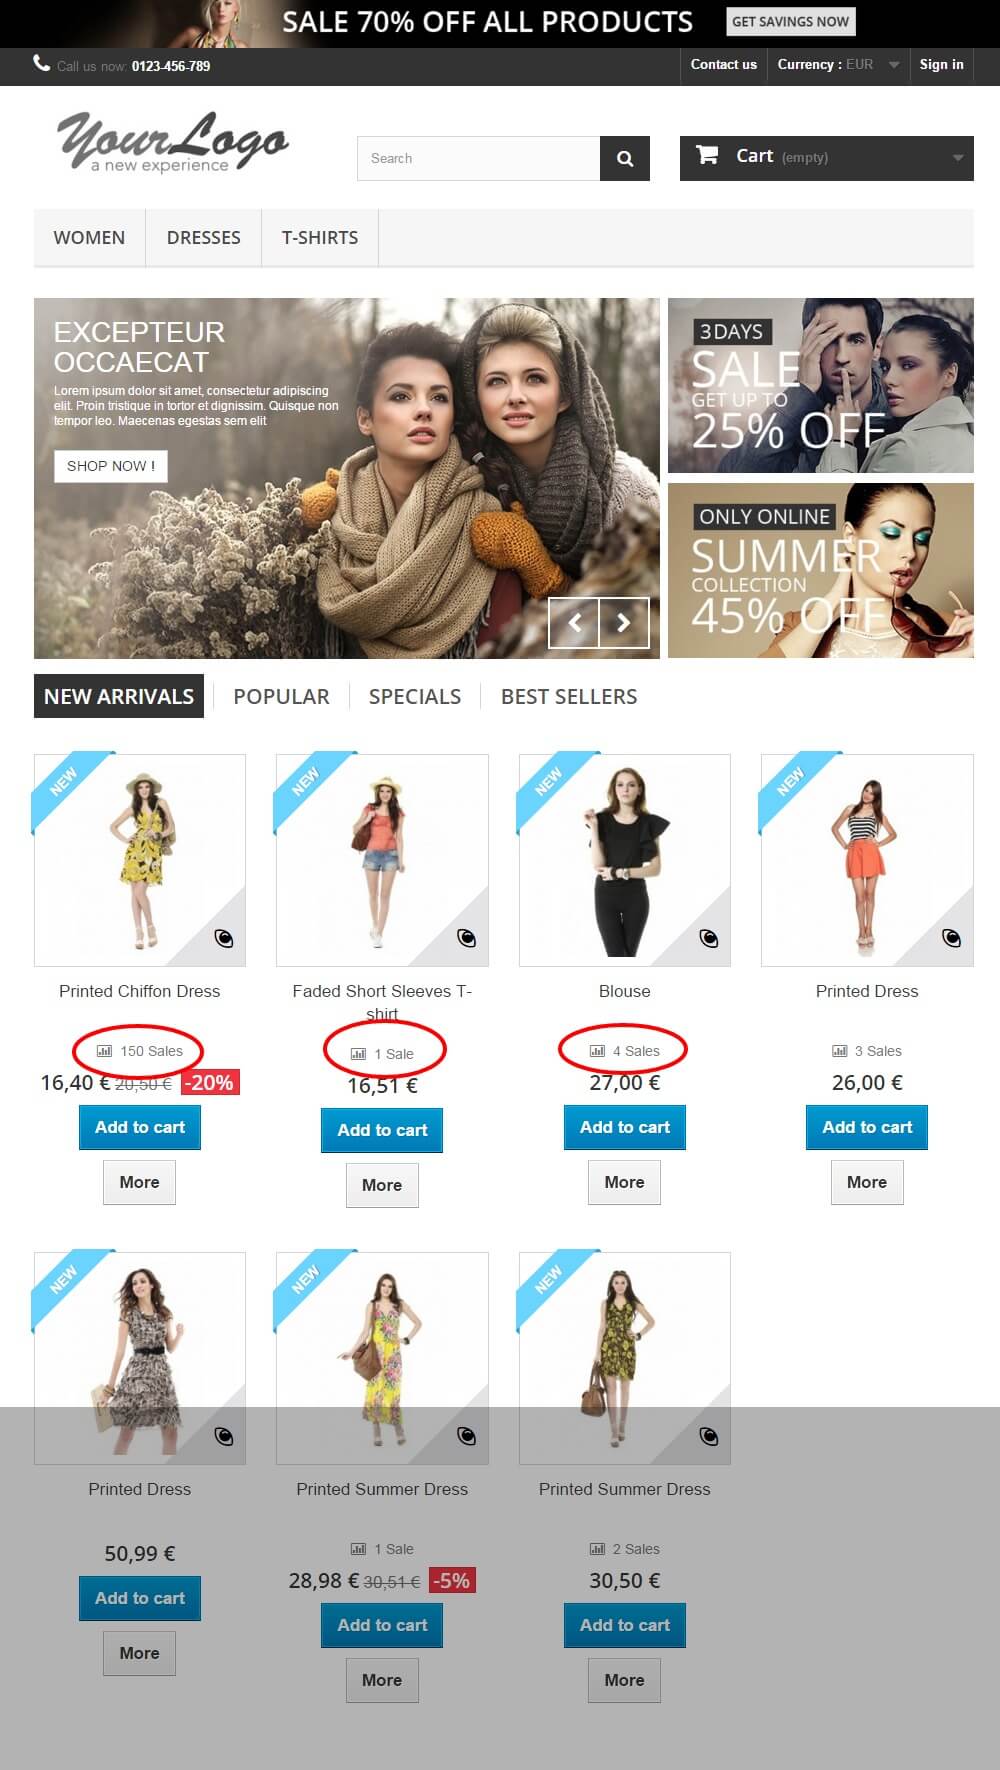 SALE 70% OFF ALL PRODUCTS GET SAVINGS NOW
Call us now: 0123-456-789 Contact us Currency : EUR Sign in
YourLogo
a new experience
Search
Cart (empty)
WOMEN DRESSES T-SHIRTS
EXCEPTEUR
OCCAECAT
Lorem ipsum dolor sit amet, consectetur adipiscing
elit. Proin tristique in tortor et dignissim. Quisque non
tempor leo. Maecenas egestas sem elit
SHOP NOW !
3 DAYS
SALE
GET UP TO
25% OFF
ONLY ONLINE
SUMMER
COLLECTION
45% OFF
NEW ARRIVALS POPULAR SPECIALS BEST SELLERS
NEW
Printed Chiffon Dress
150 Sales
16,40 € 20,50 € -20%
Add to cart
More
NEW
Faded Short Sleeves T-
shirt
1 Sale
16,51 €
Add to cart
More
NEW
Blouse
4 Sales
27,00 €
Add to cart
More
NEW
Printed Dress
3 Sales
26,00 €
Add to cart
More
NEW
Printed Dress
50,99 €
Add to cart
More
NEW
Printed Summer Dress
1 Sale
28,98 € 30,51 € -5%
Add to cart
More
NEW
Printed Summer Dress
2 Sales
30,50 €
Add to cart
More